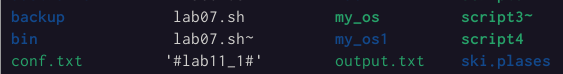 backup lab07.sh my_os script3~
bin lab07.sh~ my_os1 script4
conf.txt '#lab11_1#' output.txt ski.plases